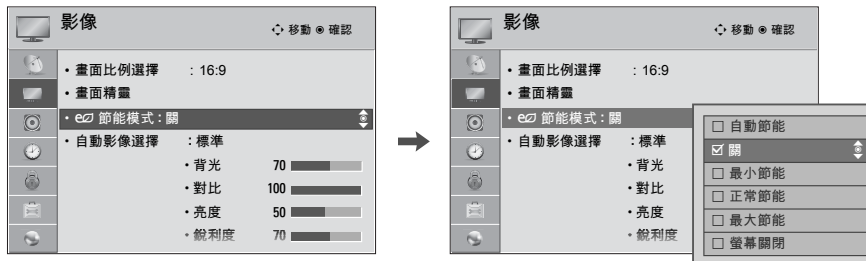 影像
移動 ⊙ 確認
• 畫面比例選擇 : 16:9
• 畫面精靈
• e 節能模式 : 關
• 自動影像選擇 : 標準
• 背光 70
• 對比 100
• 亮度 50
• 銳利度 70
影像
移動 ⊙ 確認
• 畫面比例選擇 : 16:9
• 畫面精靈
• e 節能模式 : 關
• 自動影像選擇 : 標準
• 背光
• 對比
• 亮度
• 銳利度
□ 自動節能
☑ 關
□ 最小節能
□ 正常節能
□ 最大節能
□ 螢幕關閉